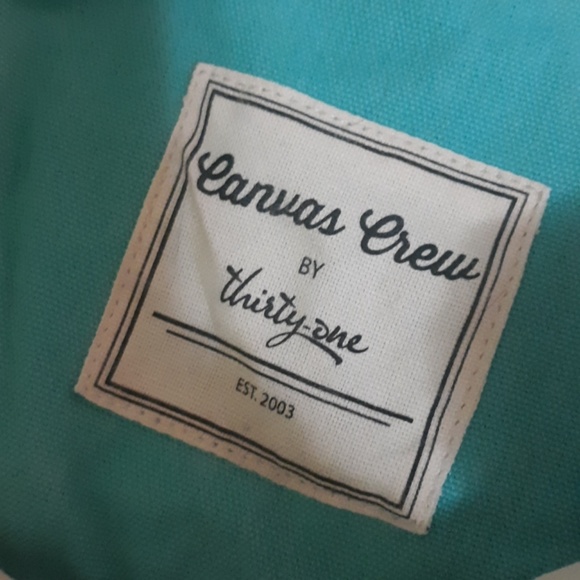 Canvas Crew
BY
thirty-one
EST. 2003